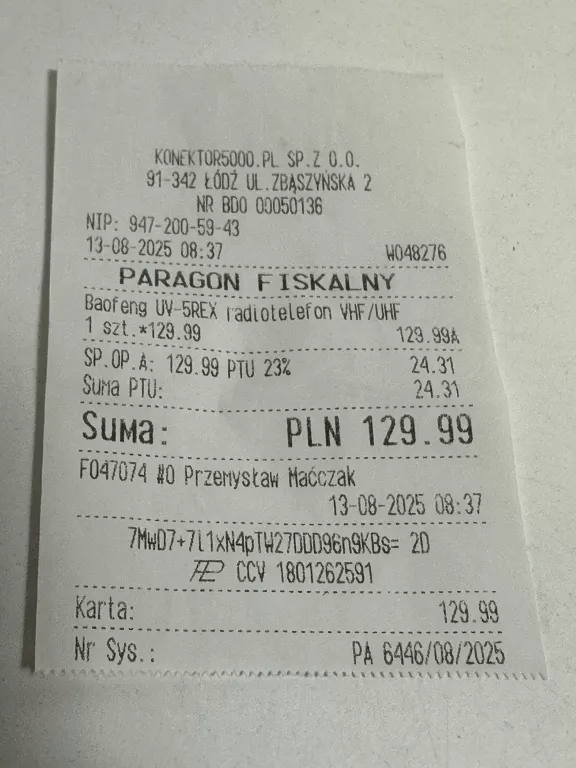 KONEKTOR5000.PL SP.Z O.O.
91-342 ŁÓDŹ UL.ZBĄSZYŃSKA 2
NR BDO 00050136
NIP: 947-200-59-43
13-08-2025 08:37 W048276
PARAGON FISKALNY
Baofeng UV-5REX radiotelefon VHF/UHF
1 szt.*129.99 129.99A
SP.OP.A: 129.99 PTU 23% 24.31
Suma PTU: 24.31
Suma: PLN 129.99
F047074 #0 Przemysław Maćczak
13-08-2025 08:37
7MwD7+7l1xN4pTW27DDD96n9KBs= 2D
CCV 1801262591
Karta: 129.99
Nr Sys.: PA 6446/08/2025